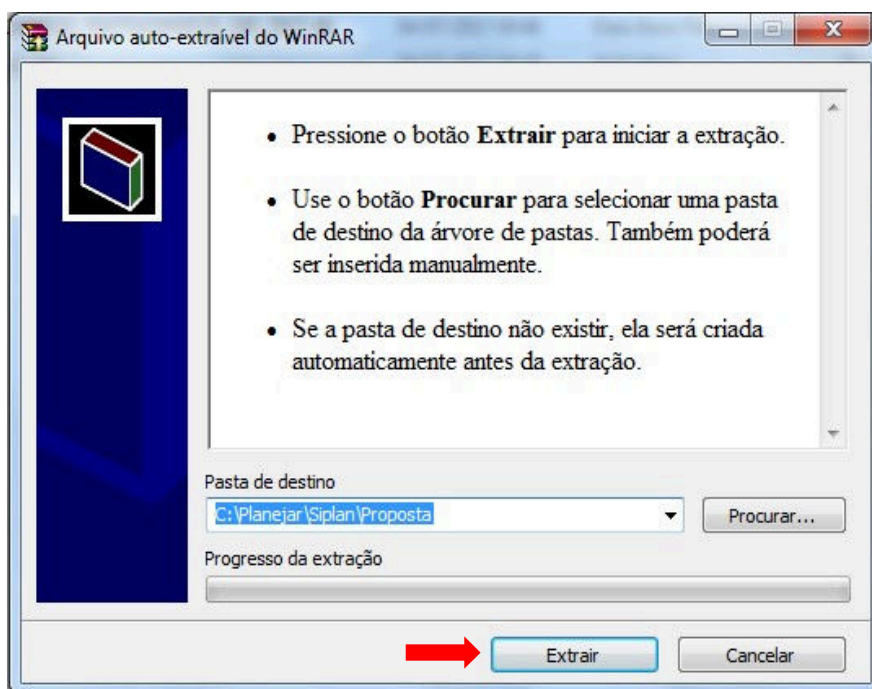 Arquivo auto-extraível do WinRAR
Pressione o botão Extrair para iniciar a extração.
Use o botão Procurar para selecionar uma pasta
de destino da árvore de pastas. Também poderá
ser inserida manualmente.
Se a pasta de destino não existir, ela será criada
automaticamente antes da extração.
Pasta de destino
C:\Planejar\Siplan\Proposta
Procurar...
Progresso da extração
Extrair
Cancelar